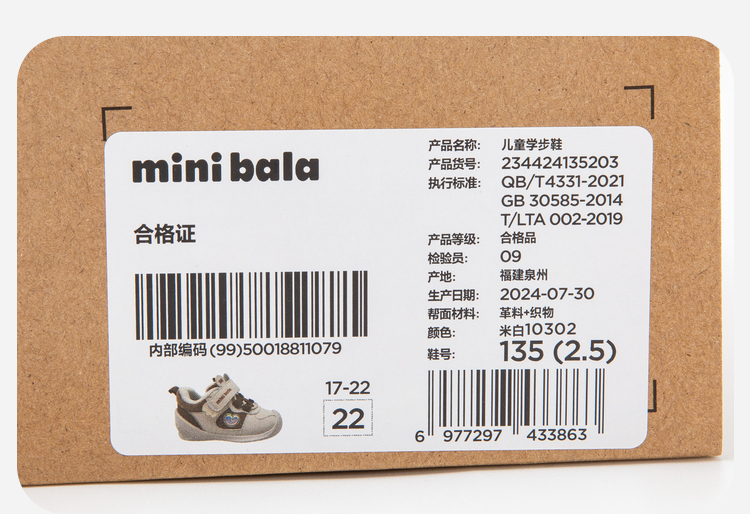 mini bala
合格证
内部编码 (99)50018811079
17-22
22
产品名称: 儿童学步鞋
产品货号: 234424135203
执行标准: QB/T4331-2021
GB 30585-2014
T/LTA 002-2019
产品等级: 合格品
检验员: 09
产地: 福建泉州
生产日期: 2024-07-30
帮面材料: 革料+织物
颜色: 米白10302
鞋号: 135 (2.5)
6 977297 433863